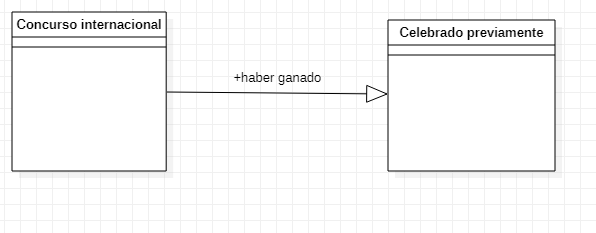 Concurso internacional
Celebrado previamente
+haber ganado